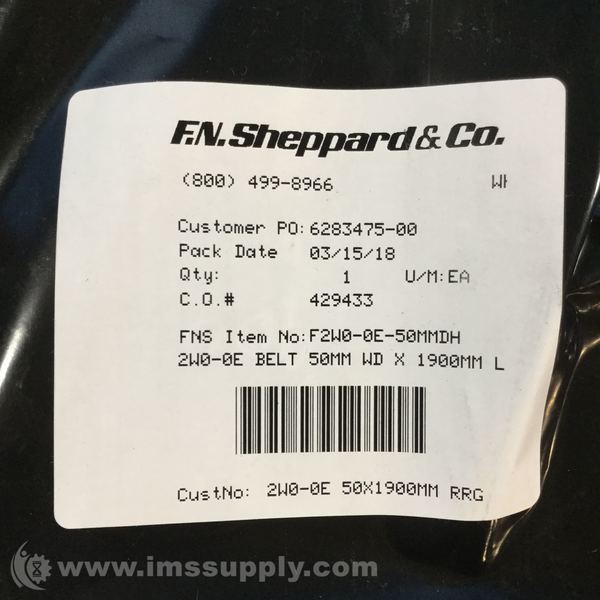 F.N. Sheppard & Co.
(800) 499-8966 WH
Customer PO: 6283475-00
Pack Date 03/15/18
Qty: 1 U/M: EA
C.O.# 429433
FNS Item No: F2W0-0E-50MMDH
2W0-0E BELT 50MM WD X 1900MM L
CustNo: 2W0-0E 50X1900MM RRG
www.imssupply.com